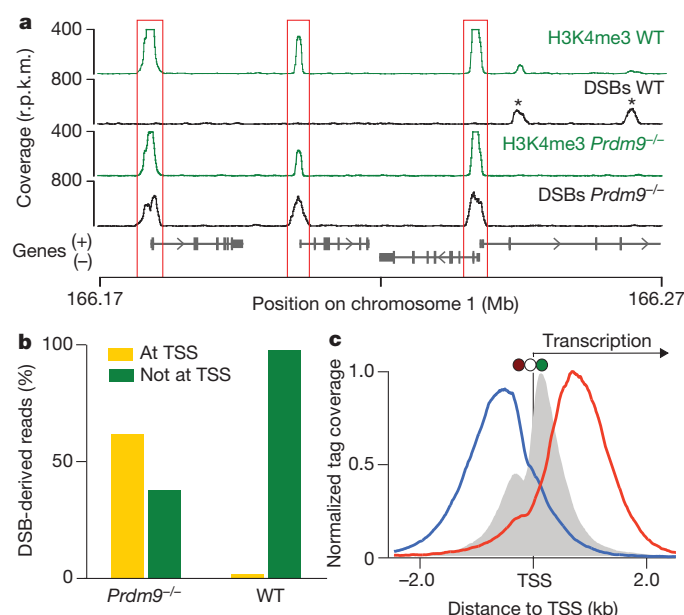 a
Coverage (r.p.k.m.)
400
H3K4me3 WT
800
DSBs WT
* *
400
H3K4me3 Prdm9–/–
800
DSBs Prdm9–/–
Genes (+)
(–)
166.17
Position on chromosome 1 (Mb)
166.27
b
DSB-derived reads (%)
100
50
0
At TSS
Not at TSS
Prdm9–/–
WT
c
Transcription
Normalized tag coverage
1.0
0.5
0
–2.0
TSS
2.0
Distance to TSS (kb)